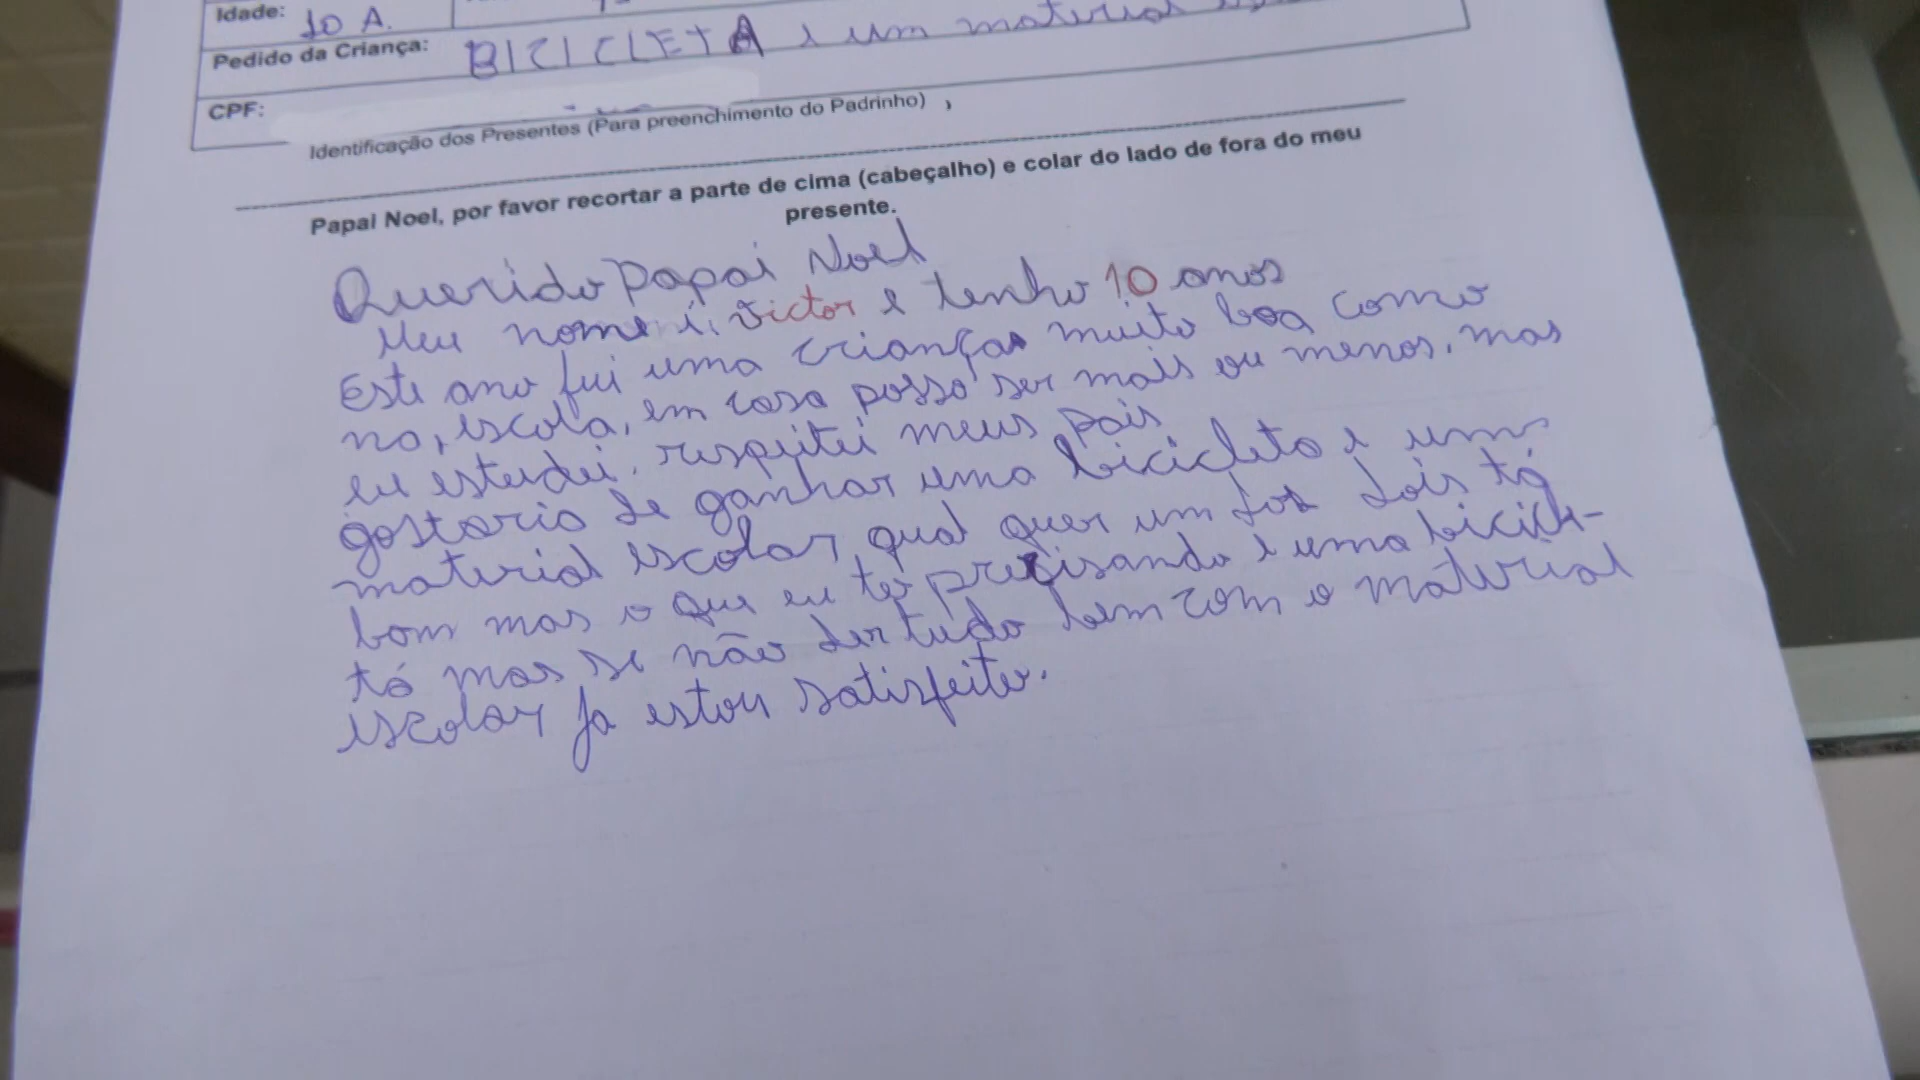 Idade: 10 A.
Pedido da Criança: BICICLETA e um material
CPF:
Identificação dos Presentes (Para preenchimento do Padrinho)
Papai Noel, por favor recortar a parte de cima (cabeçalho) e colar do lado de fora do meu
presente.
Querido Papai Noel
Meu nome é, victor e tenho 10 anos
Este ano fui uma criança muito boa como
na, escola, em casa posso ser mais ou menos, mas
eu estudei, respeitei meus pais
gostaria de ganhar uma bicicleta e um
material escolar, qual quer um dos dois tá
bom mas o que eu to precisando e uma bicicle-
tá mas se não der tudo bem com o material
escolar ja estou satisfeito.